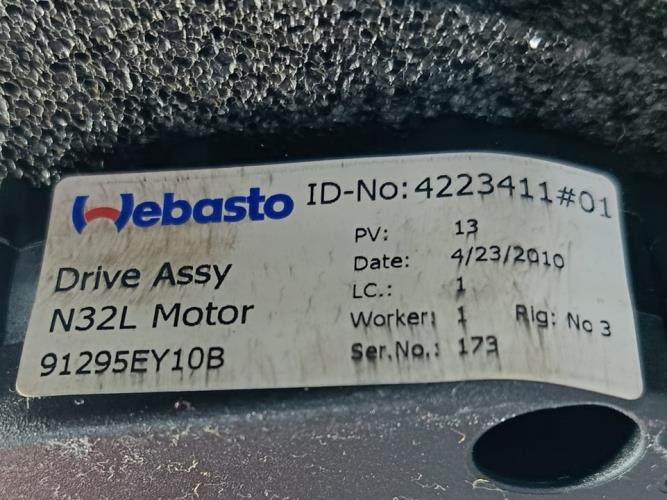 Webasto ID-No: 4223411#01
PV: 13
Date: 4/23/2010
LC.: 1
Worker: 1 Rig: No 3
Ser.No.: 173
Drive Assy
N32L Motor
91295EY10B